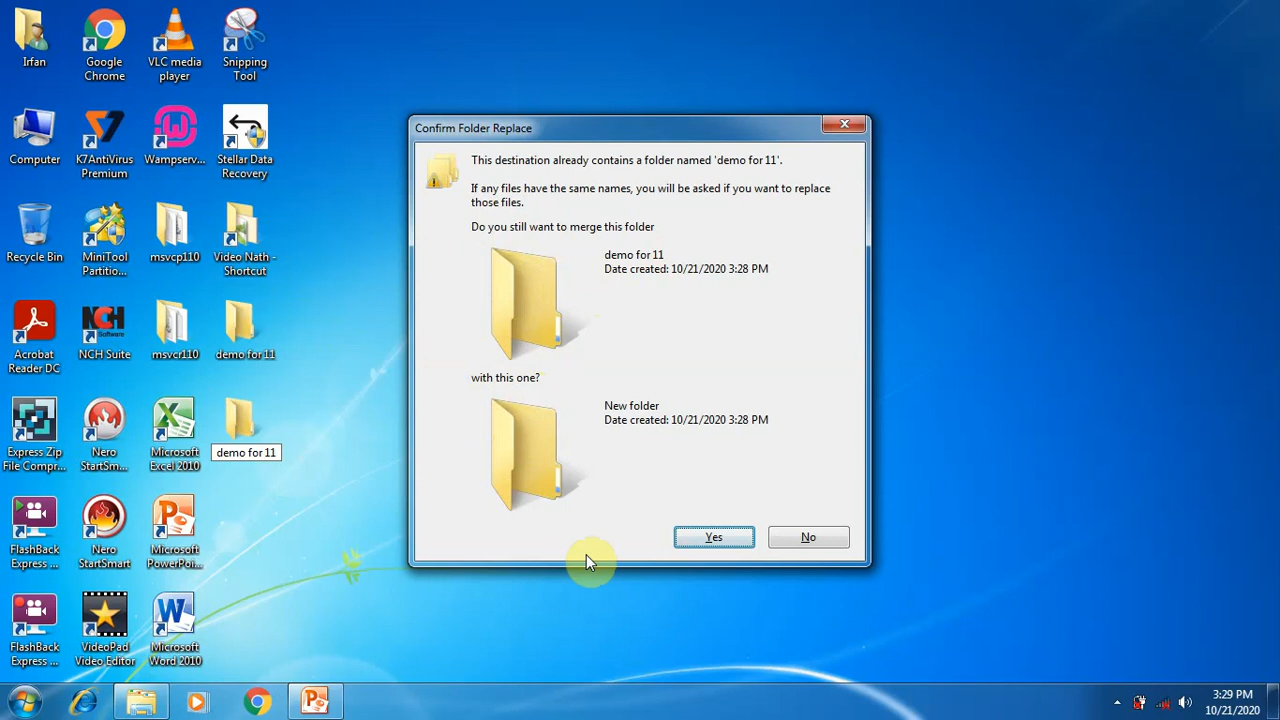 Irfan
Google
Chrome
VLC media
player
Snipping
Tool
Computer
K7AntiVirus
Premium
Wampserv...
Stellar Data
Recovery
Recycle Bin
MiniTool
Partitio...
msvcp110
Video Nath -
Shortcut
Acrobat
Reader DC
NCH Software
NCH Suite
msvcr110
demo for 11
Express Zip
File Compr...
Nero
StartSm...
Microsoft
Excel 2010
demo for 11
FlashBack
Express ...
Nero
StartSmart
Microsoft
PowerPoi...
FlashBack
Express ...
VideoPad
Video Editor
Microsoft
Word 2010
Confirm Folder Replace
This destination already contains a folder named 'demo for 11'.
If any files have the same names, you will be asked if you want to replace
those files.
Do you still want to merge this folder
demo for 11
Date created: 10/21/2020 3:28 PM
with this one?
New folder
Date created: 10/21/2020 3:28 PM
Yes
No
3:29 PM
10/21/2020